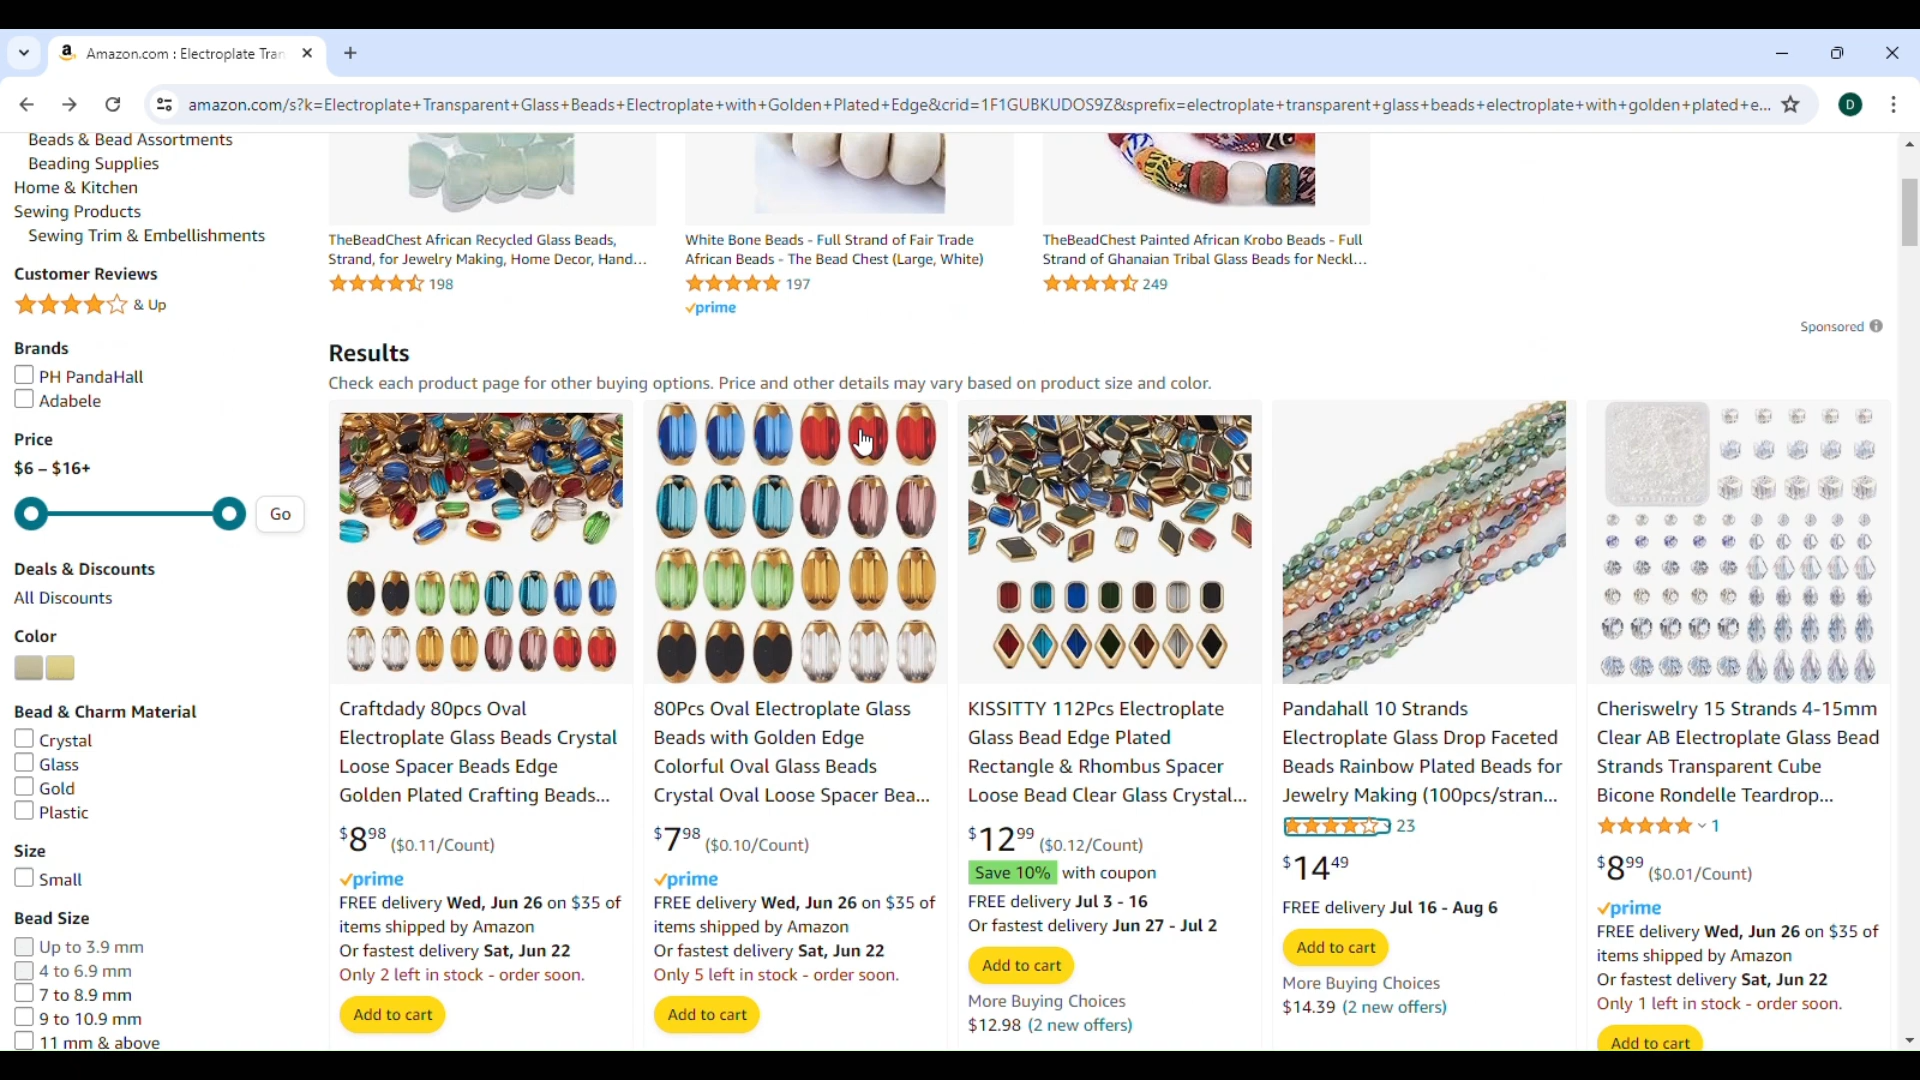 Amazon.com : Electroplate Tran
amazon.com/s?k=Electroplate+Transparent+Glass+Beads+Electroplate+with+Golden+Plated+Edge&crid=1F1GUBKUDOS9Z&sprefix=electroplate+transparent+glass+beads+electroplate+with+golden+plated+e...
D
Beads & Bead Assortments
Beading Supplies
Home & Kitchen
Sewing Products
Sewing Trim & Embellishments
Customer Reviews
& Up
Brands
PH PandaHall
Adabele
Price
$6 – $16+
Go
Deals & Discounts
All Discounts
Color
Bead & Charm Material
Crystal
Glass
Gold
Plastic
Size
Small
Bead Size
Up to 3.9 mm
4 to 6.9 mm
7 to 8.9 mm
9 to 10.9 mm
11 mm & above
TheBeadChest African Recycled Glass Beads,
Strand, for Jewelry Making, Home Decor, Hand...
198
White Bone Beads - Full Strand of Fair Trade
African Beads - The Bead Chest (Large, White)
197
prime
TheBeadChest Painted African Krobo Beads - Full
Strand of Ghanaian Tribal Glass Beads for Neckl...
249
Sponsored
Results
Check each product page for other buying options. Price and other details may vary based on product size and color.
Craftdady 80pcs Oval
Electroplate Glass Beads Crystal
Loose Spacer Beads Edge
Golden Plated Crafting Beads...
$8 98 ($0.11/Count)
prime
FREE delivery Wed, Jun 26 on $35 of
items shipped by Amazon
Or fastest delivery Sat, Jun 22
Only 2 left in stock - order soon.
Add to cart
80Pcs Oval Electroplate Glass
Beads with Golden Edge
Colorful Oval Glass Beads
Crystal Oval Loose Spacer Bea...
$7 98 ($0.10/Count)
prime
FREE delivery Wed, Jun 26 on $35 of
items shipped by Amazon
Or fastest delivery Sat, Jun 22
Only 5 left in stock - order soon.
Add to cart
KISSITTY 112Pcs Electroplate
Glass Bead Edge Plated
Rectangle & Rhombus Spacer
Loose Bead Clear Glass Crystal...
$12 99 ($0.12/Count)
Save 10% with coupon
FREE delivery Jul 3 - 16
Or fastest delivery Jun 27 - Jul 2
Add to cart
More Buying Choices
$12.98 (2 new offers)
Pandahall 10 Strands
Electroplate Glass Drop Faceted
Beads Rainbow Plated Beads for
Jewelry Making (100pcs/stran...
23
$14 49
FREE delivery Jul 16 - Aug 6
Add to cart
More Buying Choices
$14.39 (2 new offers)
Cheriswelry 15 Strands 4-15mm
Clear AB Electroplate Glass Bead
Strands Transparent Cube
Bicone Rondelle Teardrop...
1
$8 99 ($0.01/Count)
prime
FREE delivery Wed, Jun 26 on $35 of
items shipped by Amazon
Or fastest delivery Sat, Jun 22
Only 1 left in stock - order soon.
Add to cart